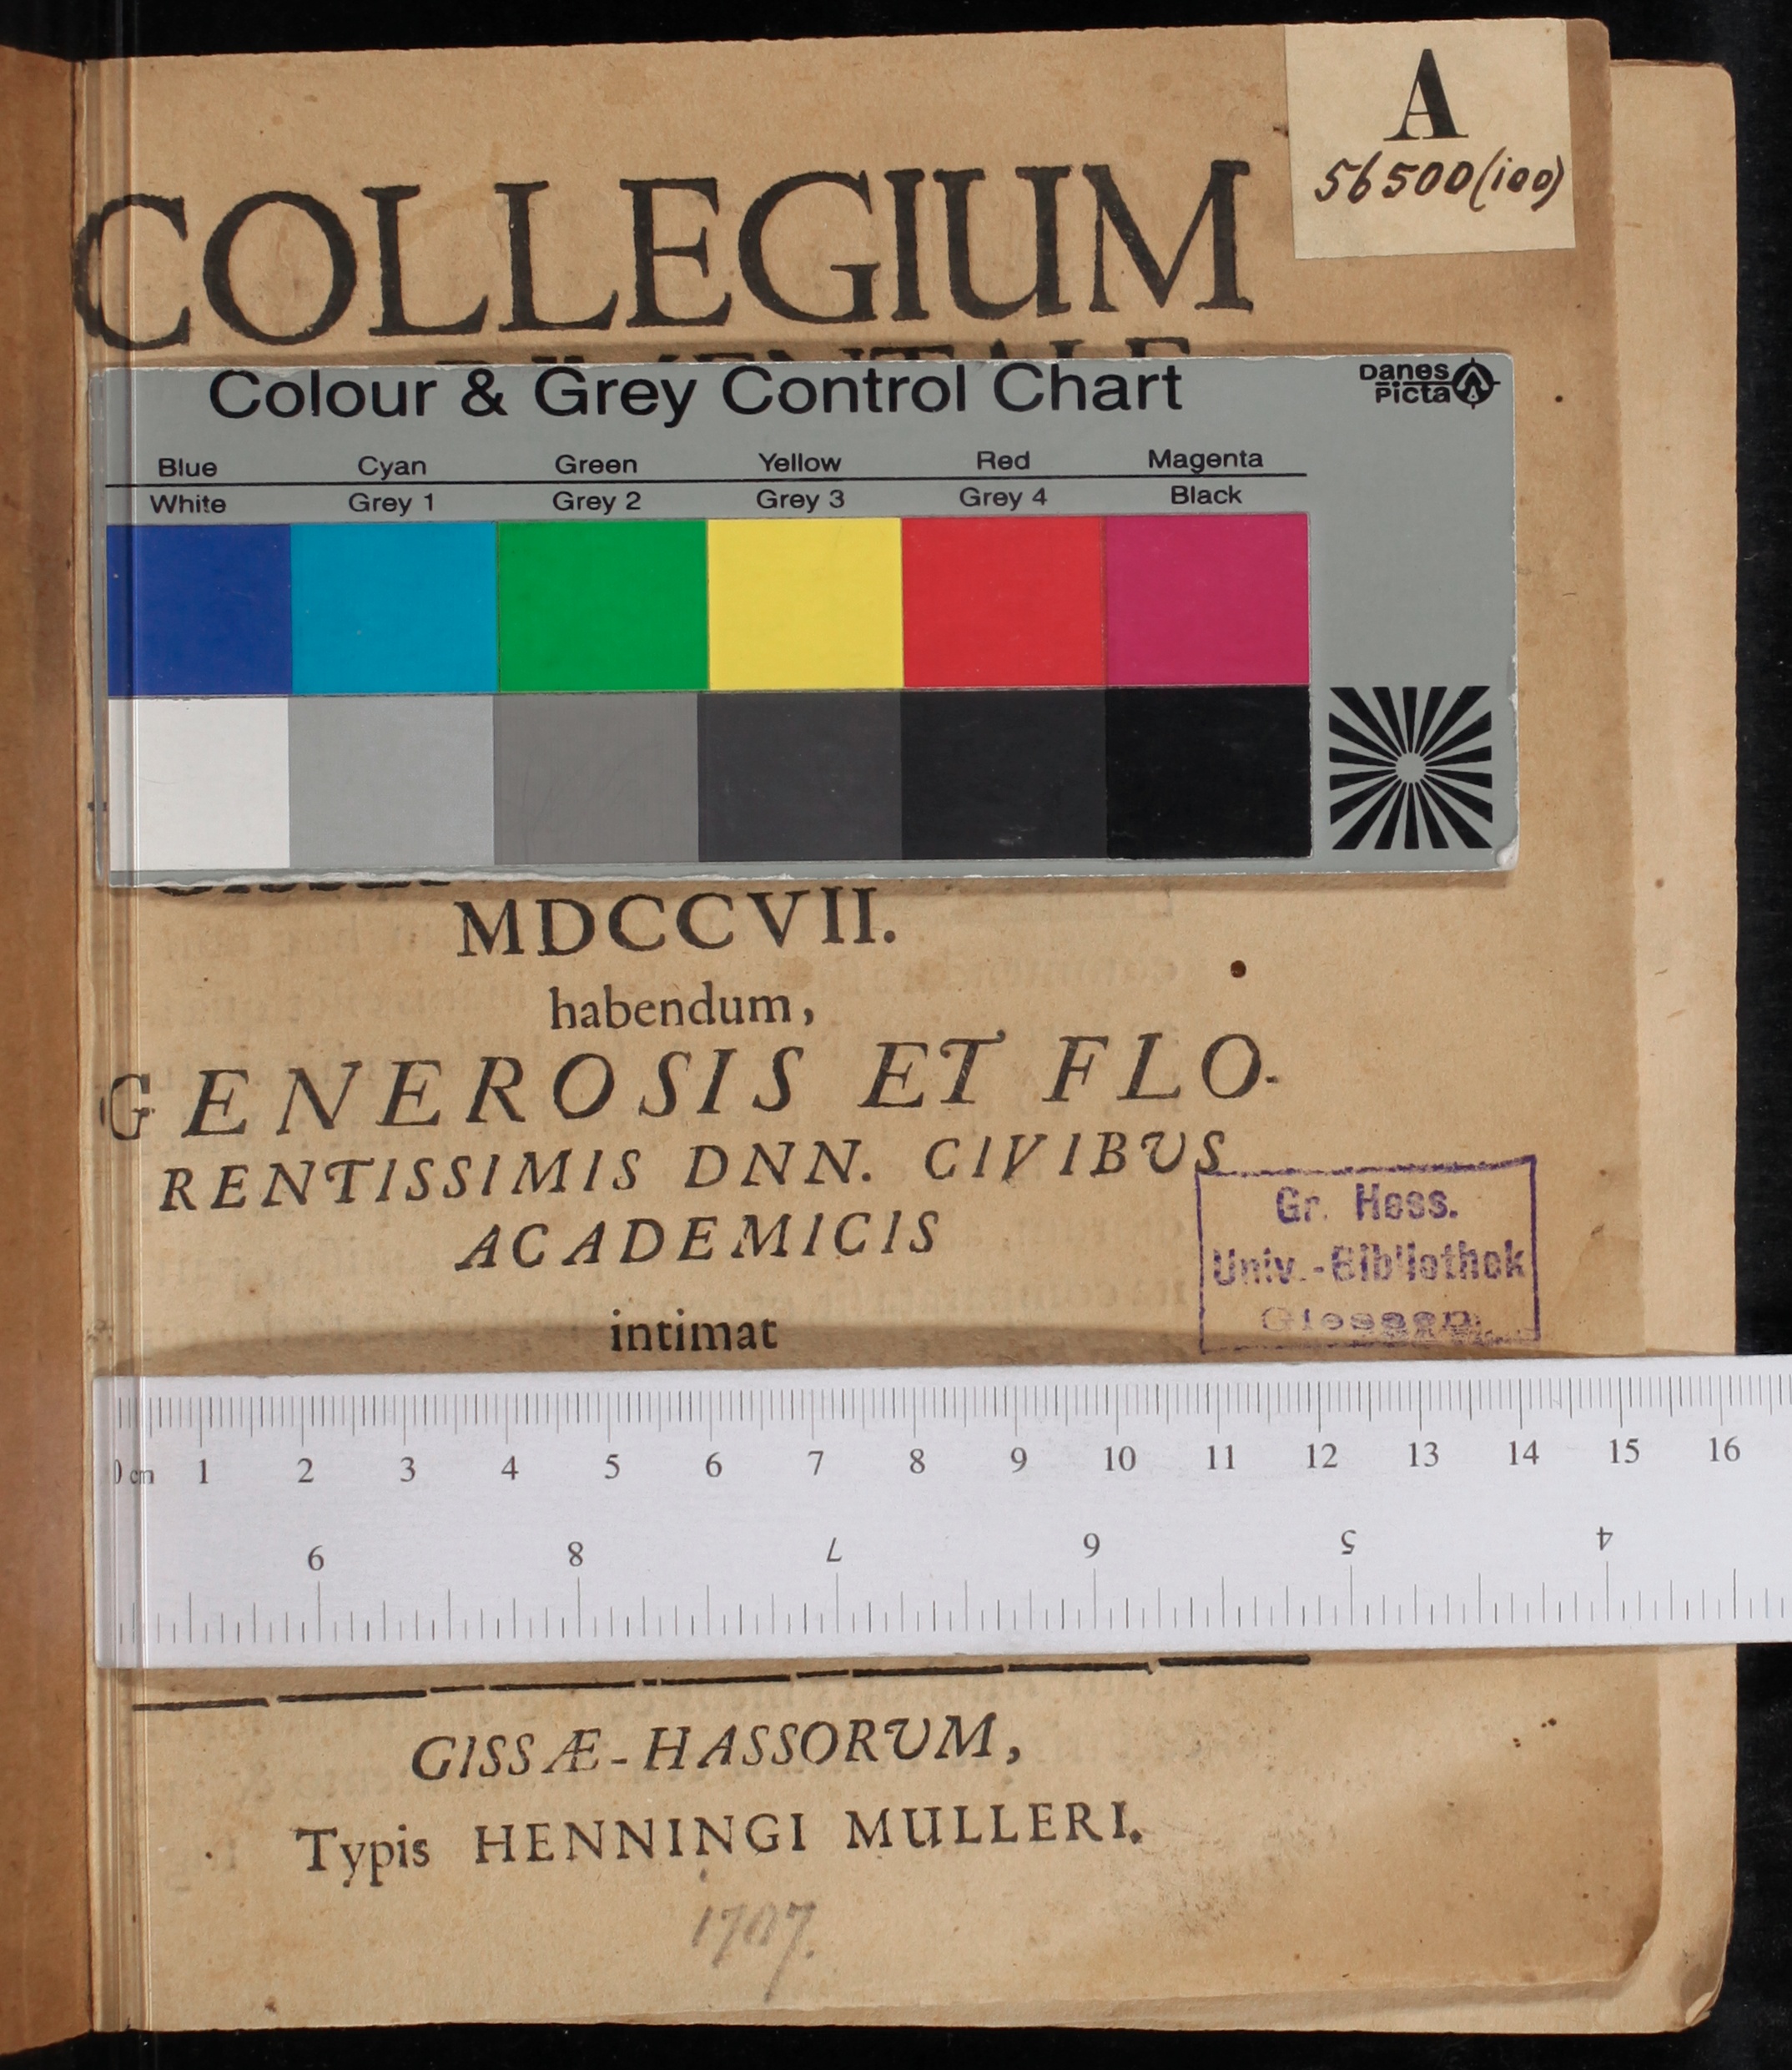 A
56500(100)
COLLEGIUM
Colour & Grey Control Chart
Danes
Picta
Blue Cyan Green Yellow Red Magenta
White Grey 1 Grey 2 Grey 3 Grey 4 Black
MDCCVII.
habendum,
GENEROSIS ET FLO-
RENTISSIMIS DNN. CIVIBUS
ACADEMICIS
intimat
Gr. Hess.
Univ.-Bibliothek
Giessen
0 cm 1 2 3 4 5 6 7 8 9 10 11 12 13 14 15 16
9 8 7 6 5 4
GISSÆ-HASSORUM,
Typis HENNINGI MULLERI.
1707.